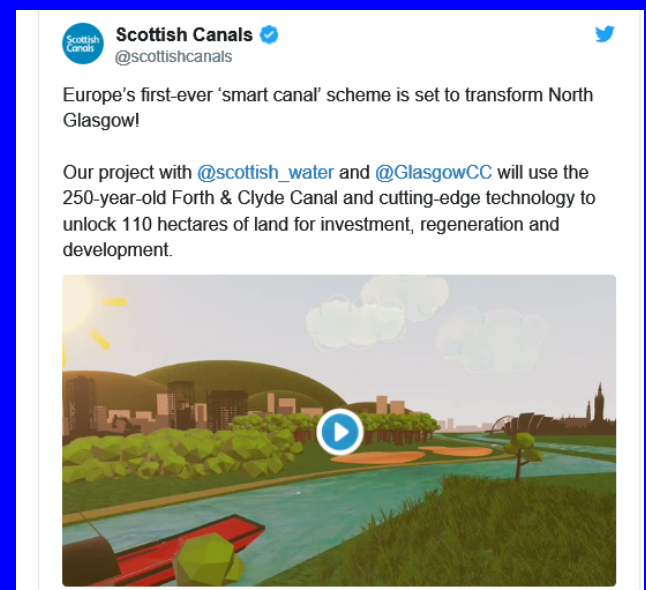 Scottish
Canals
Scottish Canals
@scottishcanals
Europe's first-ever ‘smart canal’ scheme is set to transform North
Glasgow!
Our project with @scottish_water and @GlasgowCC will use the
250-year-old Forth & Clyde Canal and cutting-edge technology to
unlock 110 hectares of land for investment, regeneration and
development.